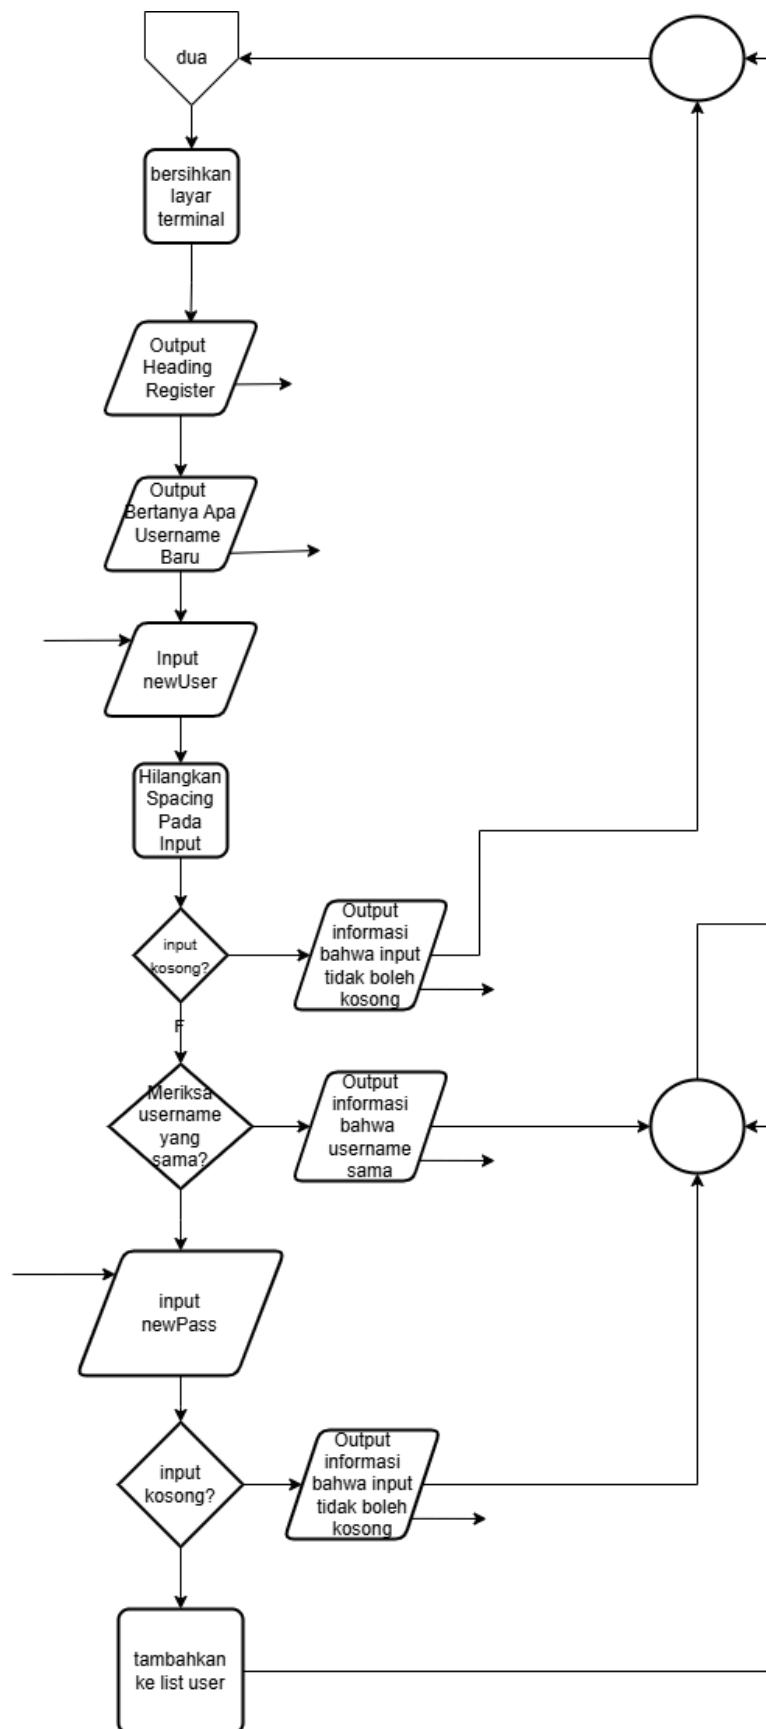 dua
bersihkan
layar
terminal
Output
Heading
Register
Output
Bertanya Apa
Username
Baru
Input
newUser
Hilangkan
Spacing
Pada
Input
input
kosong?
Output
informasi
bahwa input
tidak boleh
kosong
F
Meriksa
username
yang
sama?
Output
informasi
bahwa
username
sama
input
newPass
input
kosong?
Output
informasi
bahwa input
tidak boleh
kosong
tambahkan
ke list user